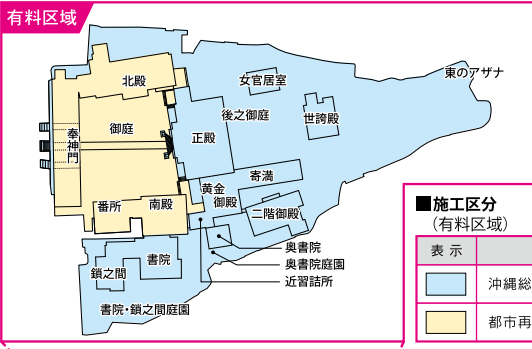 有料区域
東のアザナ
北殿
女官居室
御庭
後之御庭
世誇殿
奉神門
正殿
寄満
黄金御殿
番所
南殿
二階御殿
奥書院
奥書院庭園
近習詰所
書院
鎖之間
書院・鎖之間庭園
■施工区分
(有料区域)
表示
沖縄総
都市再